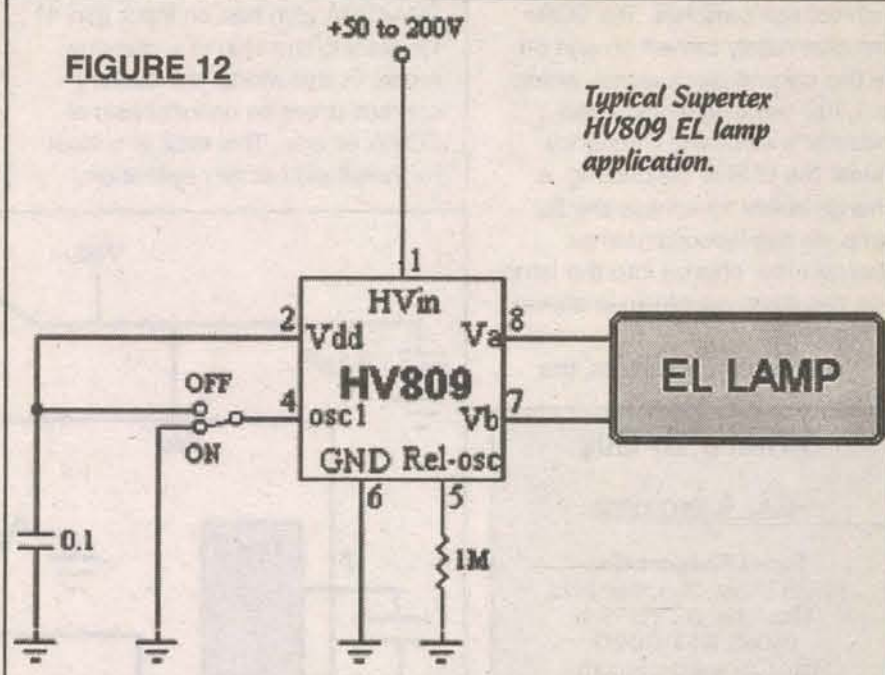 +50 to 200V
FIGURE 12
Typical Supertex
HV809 EL lamp
application.
1
HVin
2
Vdd
Va
8
HV809
EL LAMP
OFF
4
osc1
Vb
7
ON
GND
Rel-osc
6
5
0.1
1M